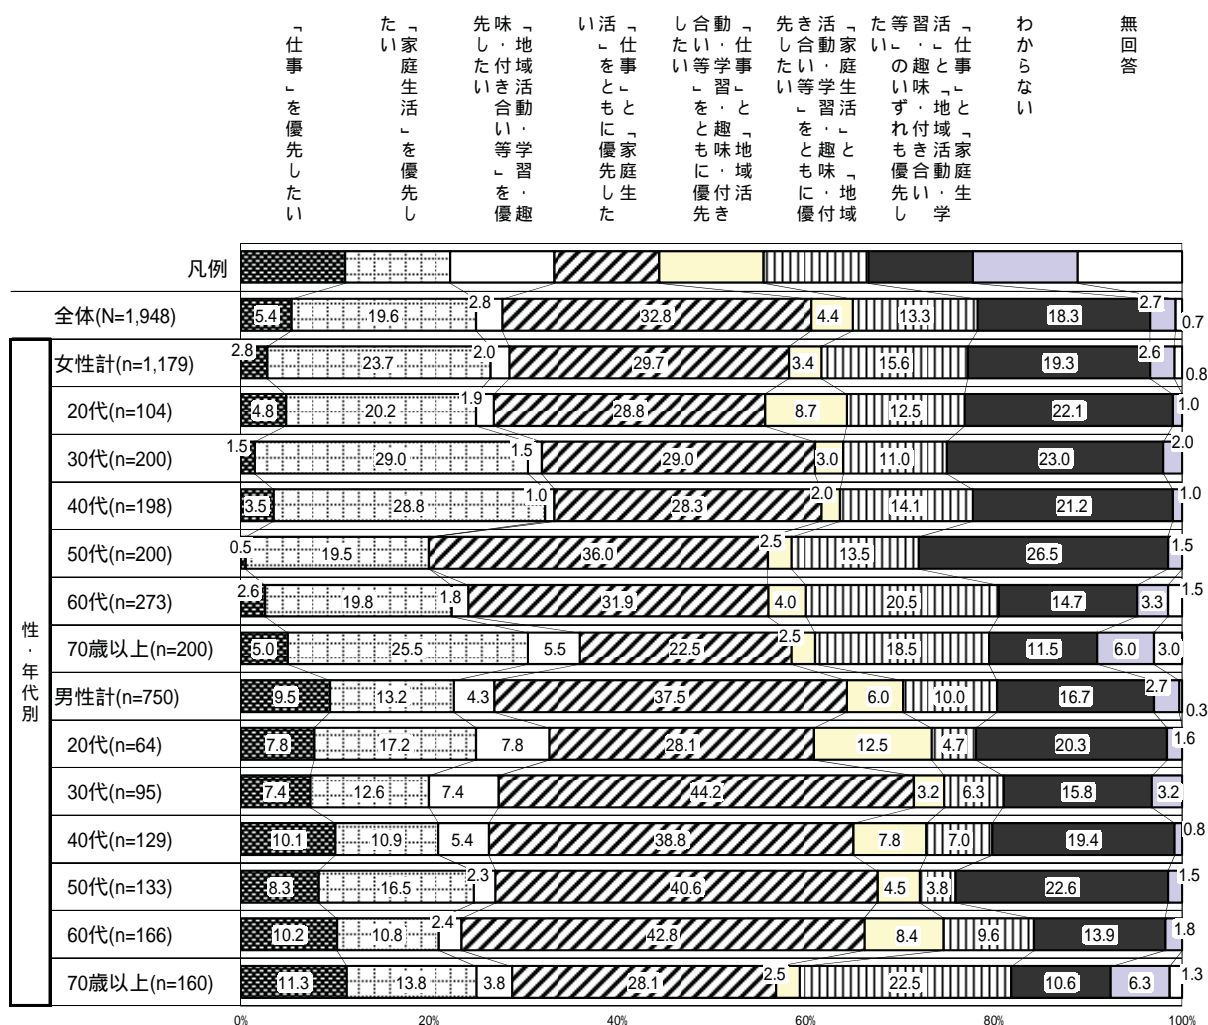 「仕事」を優先したい
「家庭生活」を優先し
たい
「地域活動・学習・趣
味・付き合い等」を優
先したい
「仕事」と「家庭生
活」をともに優先した
い
「仕事」と「地域活
動・学習・趣味・付き
合い等」をともに優先
したい
「家庭生活」と「地域
活動・学習・趣味・付
き合い等」をともに優
先したい
「仕事」と「家庭生
活」と「地域活動・学
習・趣味・付き合い
等」のいずれも優先し
たい
わからない
無回答
凡例
全体(N=1,948) 5.4 19.6 2.8 32.8 4.4 13.3 18.3 2.7 0.7
性・年代別
女性計(n=1,179) 2.8 23.7 2.0 29.7 3.4 15.6 19.3 2.6 0.8
20代(n=104) 4.8 20.2 1.9 28.8 8.7 12.5 22.1 1.0
30代(n=200) 1.5 29.0 1.5 29.0 3.0 11.0 23.0 2.0
40代(n=198) 3.5 28.8 1.0 28.3 2.0 14.1 21.2 1.0
50代(n=200) 0.5 19.5 36.0 2.5 13.5 26.5 1.5
60代(n=273) 2.6 19.8 1.8 31.9 4.0 20.5 14.7 3.3 1.5
70歳以上(n=200) 5.0 25.5 5.5 22.5 2.5 18.5 11.5 6.0 3.0
男性計(n=750) 9.5 13.2 4.3 37.5 6.0 10.0 16.7 2.7 0.3
20代(n=64) 7.8 17.2 7.8 28.1 12.5 4.7 20.3 1.6
30代(n=95) 7.4 12.6 7.4 44.2 3.2 6.3 15.8 3.2
40代(n=129) 10.1 10.9 5.4 38.8 7.8 7.0 19.4 0.8
50代(n=133) 8.3 16.5 2.3 40.6 4.5 3.8 22.6 1.5
60代(n=166) 10.2 10.8 2.4 42.8 8.4 9.6 13.9 1.8
70歳以上(n=160) 11.3 13.8 3.8 28.1 2.5 22.5 10.6 6.3 1.3
0% 20% 40% 60% 80% 100%